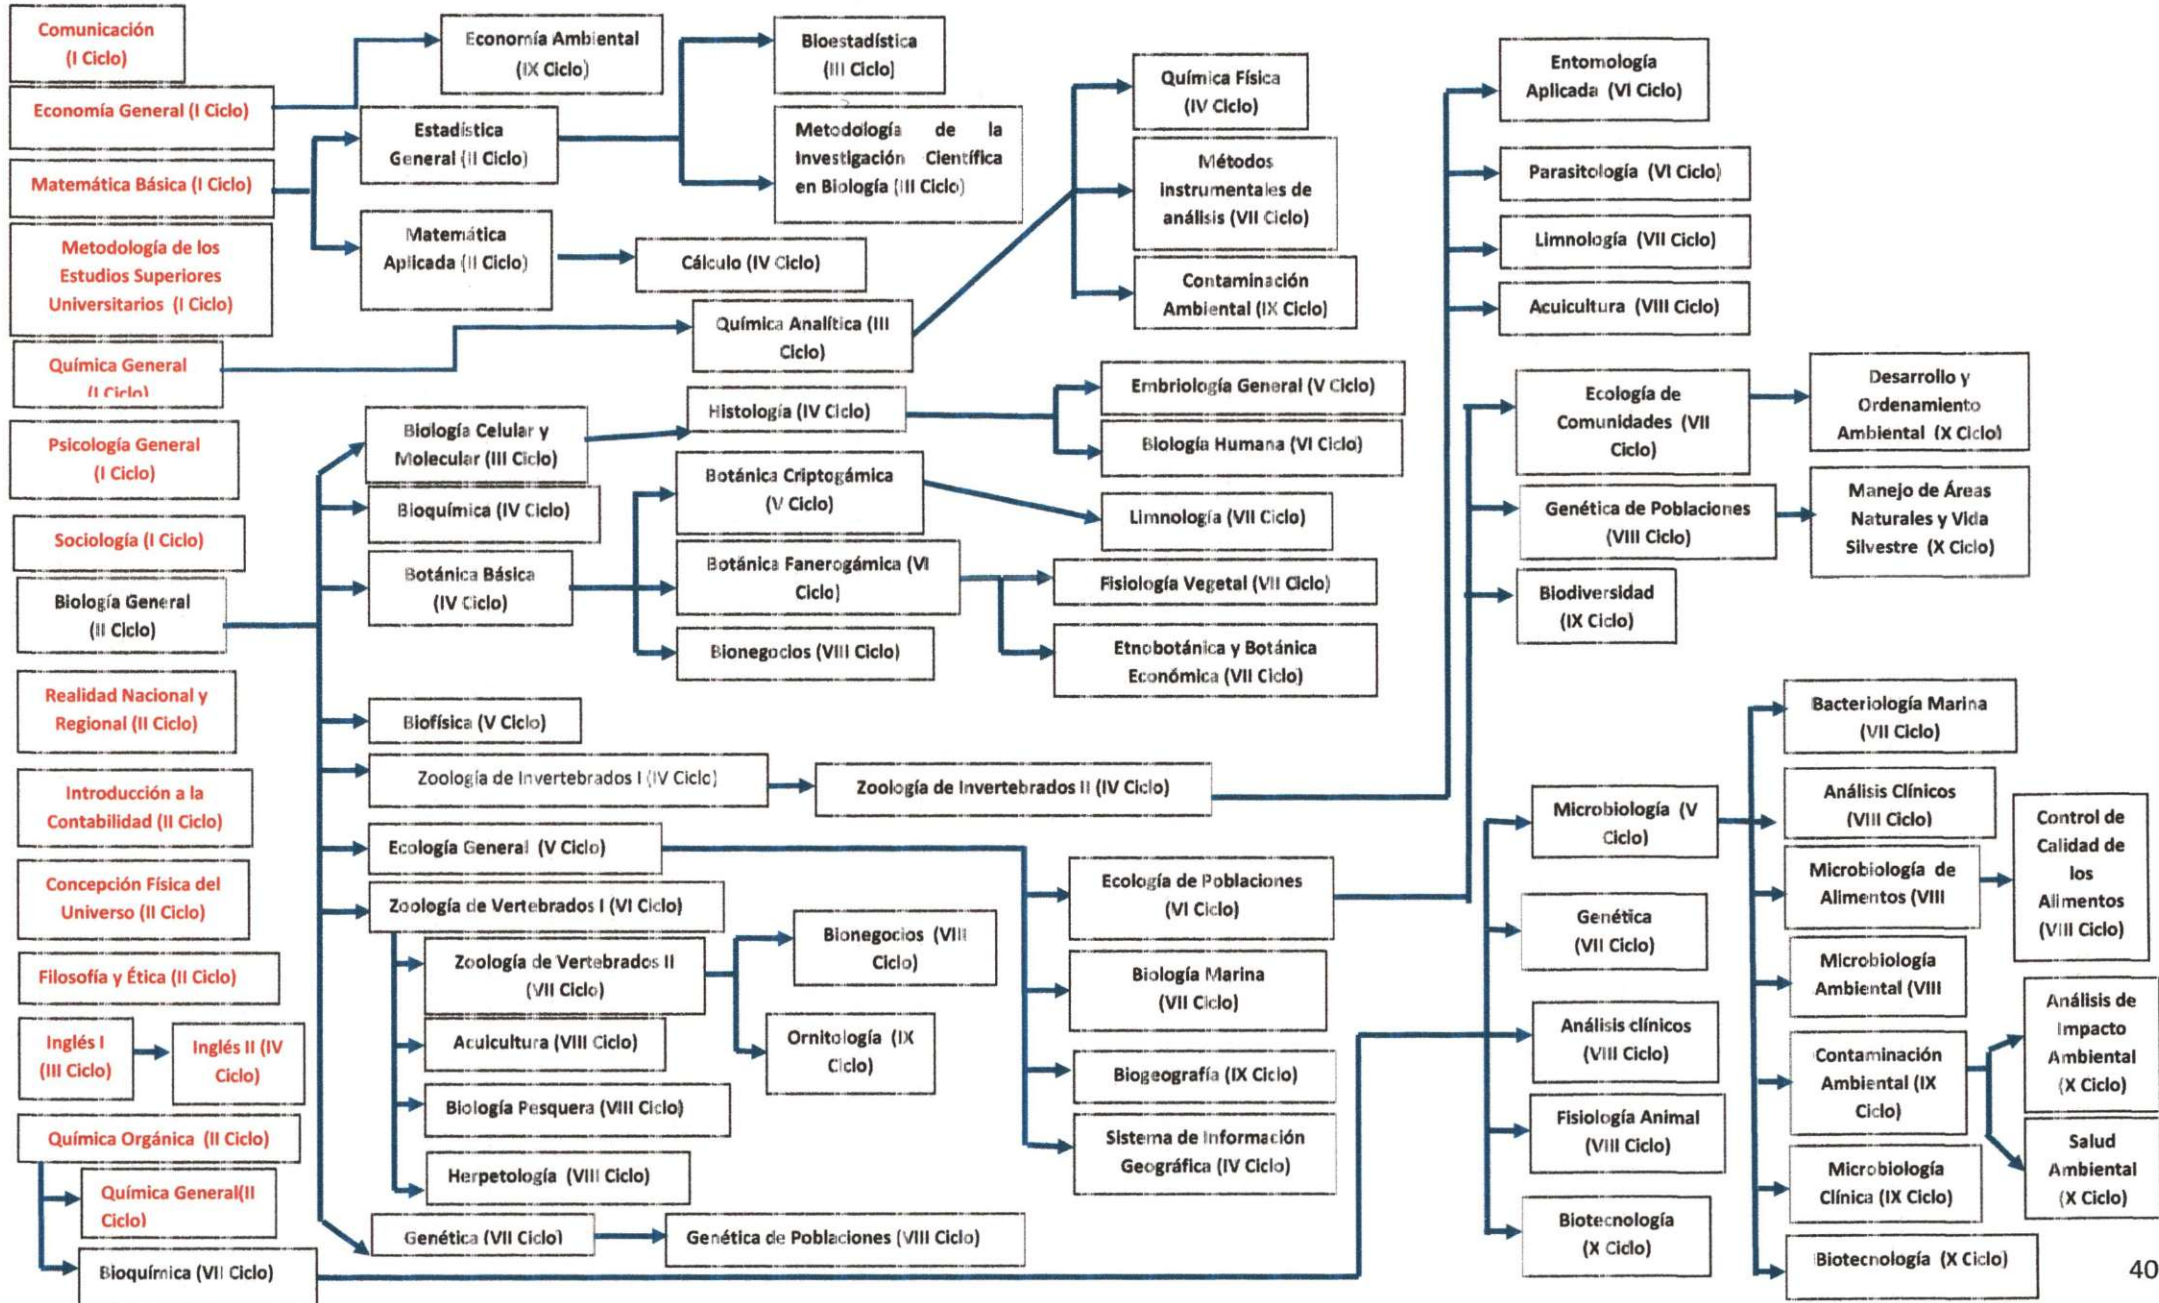 Comunicación
(I Ciclo)
Economía General (I Ciclo)
Matemática Básica (I Ciclo)
Metodología de los
Estudios Superiores
Universitarios (I Ciclo)
Química General
(I Ciclo)
Psicología General
(I Ciclo)
Sociología (I Ciclo)
Biología General
(II Ciclo)
Realidad Nacional y
Regional (II Ciclo)
Introducción a la
Contabilidad (II Ciclo)
Concepción Física del
Universo (II Ciclo)
Filosofía y Ética (II Ciclo)
Inglés I
(III Ciclo)
Inglés II (IV
Ciclo)
Química Orgánica (II Ciclo)
Química General(II
Ciclo)
Bioquímica (VII Ciclo)
Economía Ambiental
(IX Ciclo)
Estadística
General (II Ciclo)
Matemática
Aplicada (II Ciclo)
Bioestadística
(III Ciclo)
Metodología de la
Investigación Científica
en Biología (III Ciclo)
Cálculo (IV Ciclo)
Química Analítica (III
Ciclo)
Química Física
(IV Ciclo)
Métodos
instrumentales de
análisis (VII Ciclo)
Contaminación
Ambiental (IX Ciclo)
Biología Celular y
Molecular (III Ciclo)
Histología (IV Ciclo)
Embriología General (V Ciclo)
Biología Humana (VI Ciclo)
Bioquímica (IV Ciclo)
Botánica Básica
(IV Ciclo)
Botánica Criptogámica
(V Ciclo)
Limnología (VII Ciclo)
Botánica Fanerogámica (VI
Ciclo)
Fisiología Vegetal (VII Ciclo)
Etnobotánica y Botánica
Económica (VII Ciclo)
Bionegocios (VIII Ciclo)
Biofísica (V Ciclo)
Zoología de Invertebrados I (IV Ciclo)
Zoología de Invertebrados II (IV Ciclo)
Ecología General (V Ciclo)
Zoología de Vertebrados I (VI Ciclo)
Zoología de Vertebrados II
(VII Ciclo)
Bionegocios (VIII
Ciclo)
Ornitología (IX
Ciclo)
Acuicultura (VIII Ciclo)
Biología Pesquera (VIII Ciclo)
Herpetología (VIII Ciclo)
Genética (VII Ciclo)
Genética de Poblaciones (VIII Ciclo)
Ecología de Poblaciones
(VI Ciclo)
Biología Marina
(VII Ciclo)
Biogeografía (IX Ciclo)
Sistema de Información
Geográfica (IV Ciclo)
Entomología
Aplicada (VI Ciclo)
Parasitología (VI Ciclo)
Limnología (VII Ciclo)
Acuicultura (VIII Ciclo)
Ecología de
Comunidades (VII
Ciclo)
Desarrollo y
Ordenamiento
Ambiental (X Ciclo)
Genética de Poblaciones
(VIII Ciclo)
Manejo de Áreas
Naturales y Vida
Silvestre (X Ciclo)
Biodiversidad
(IX Ciclo)
Microbiología (V
Ciclo)
Genética
(VII Ciclo)
Análisis clínicos
(VIII Ciclo)
Fisiología Animal
(VIII Ciclo)
Biotecnología
(X Ciclo)
Bacteriología Marina
(VII Ciclo)
Análisis Clínicos
(VIII Ciclo)
Microbiología de
Alimentos (VIII
Control de
Calidad de
los
Alimentos
(VIII Ciclo)
Microbiología
Ambiental (VIII
Contaminación
Ambiental (IX
Ciclo)
Análisis de
Impacto
Ambiental
(X Ciclo)
Salud
Ambiental
(X Ciclo)
Microbiología
Clínica (IX Ciclo)
Biotecnología (X Ciclo)
40